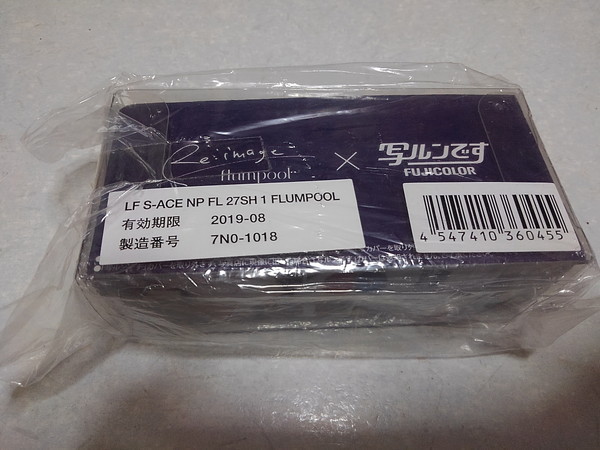 Re:image
flumpool
×
写ルンです
FUJICOLOR
LF S-ACE NP FL 27SH 1 FLUMPOOL
有効期限 2019-08
製造番号 7N0-1018
4 547410 360455